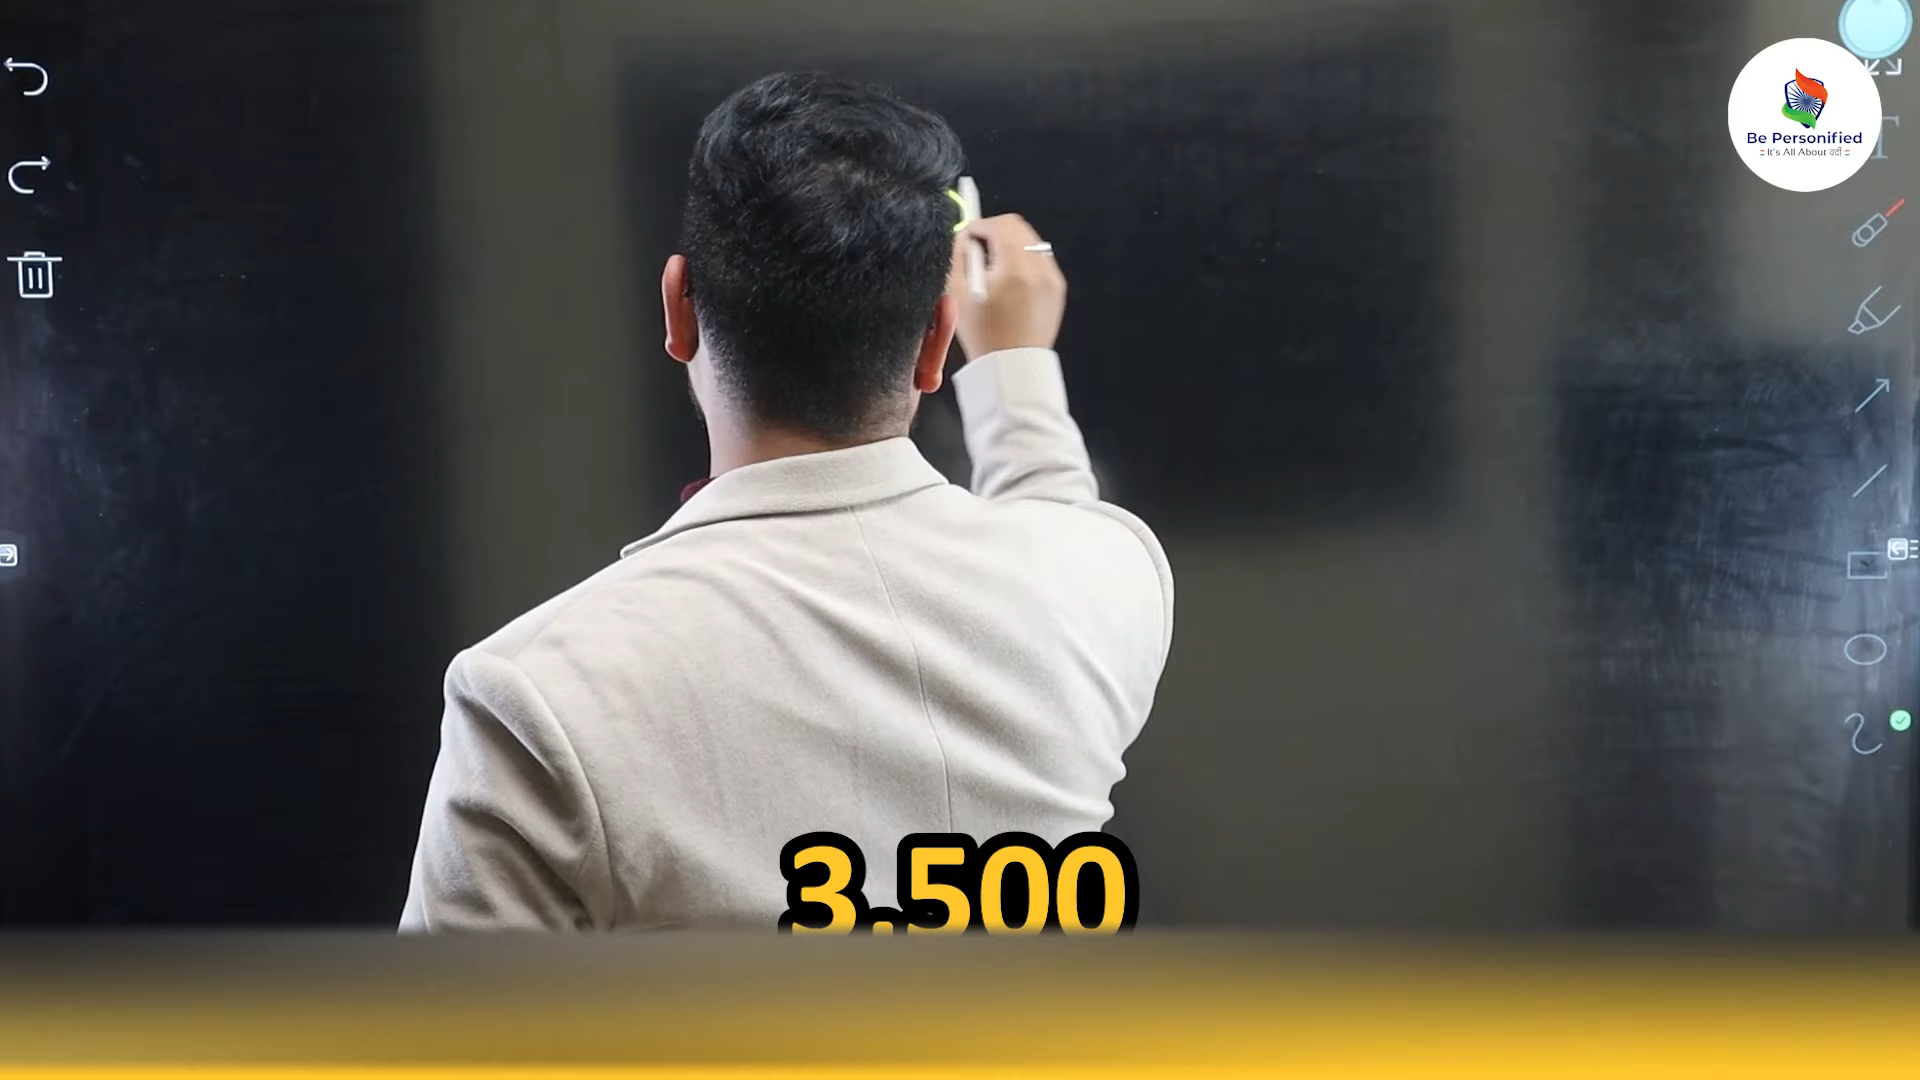 Be Personified
:: It's All About वर्दी ::
T
3,500